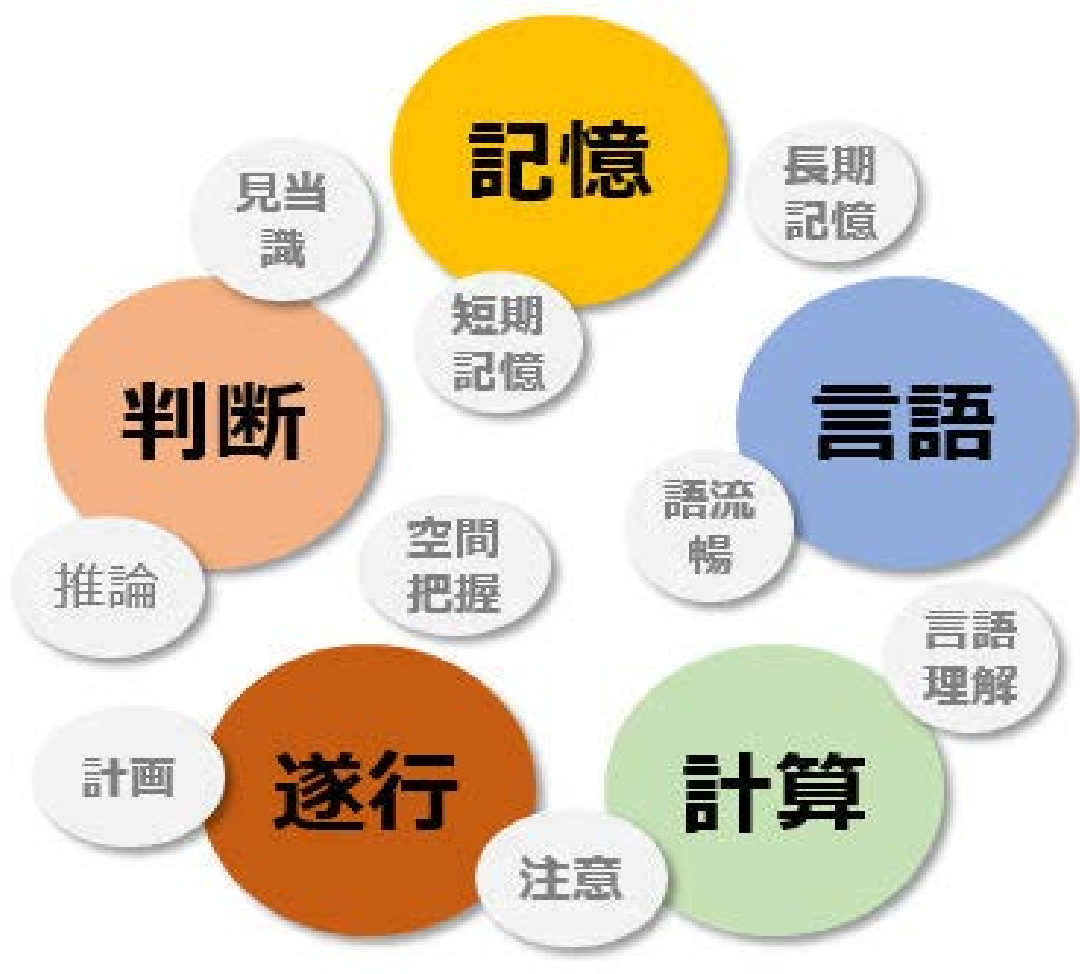 記憶
長期
記憶
見当
識
短期
記憶
判断
言語
語流
暢
空間
把握
推論
言語
理解
計画
遂行
計算
注意